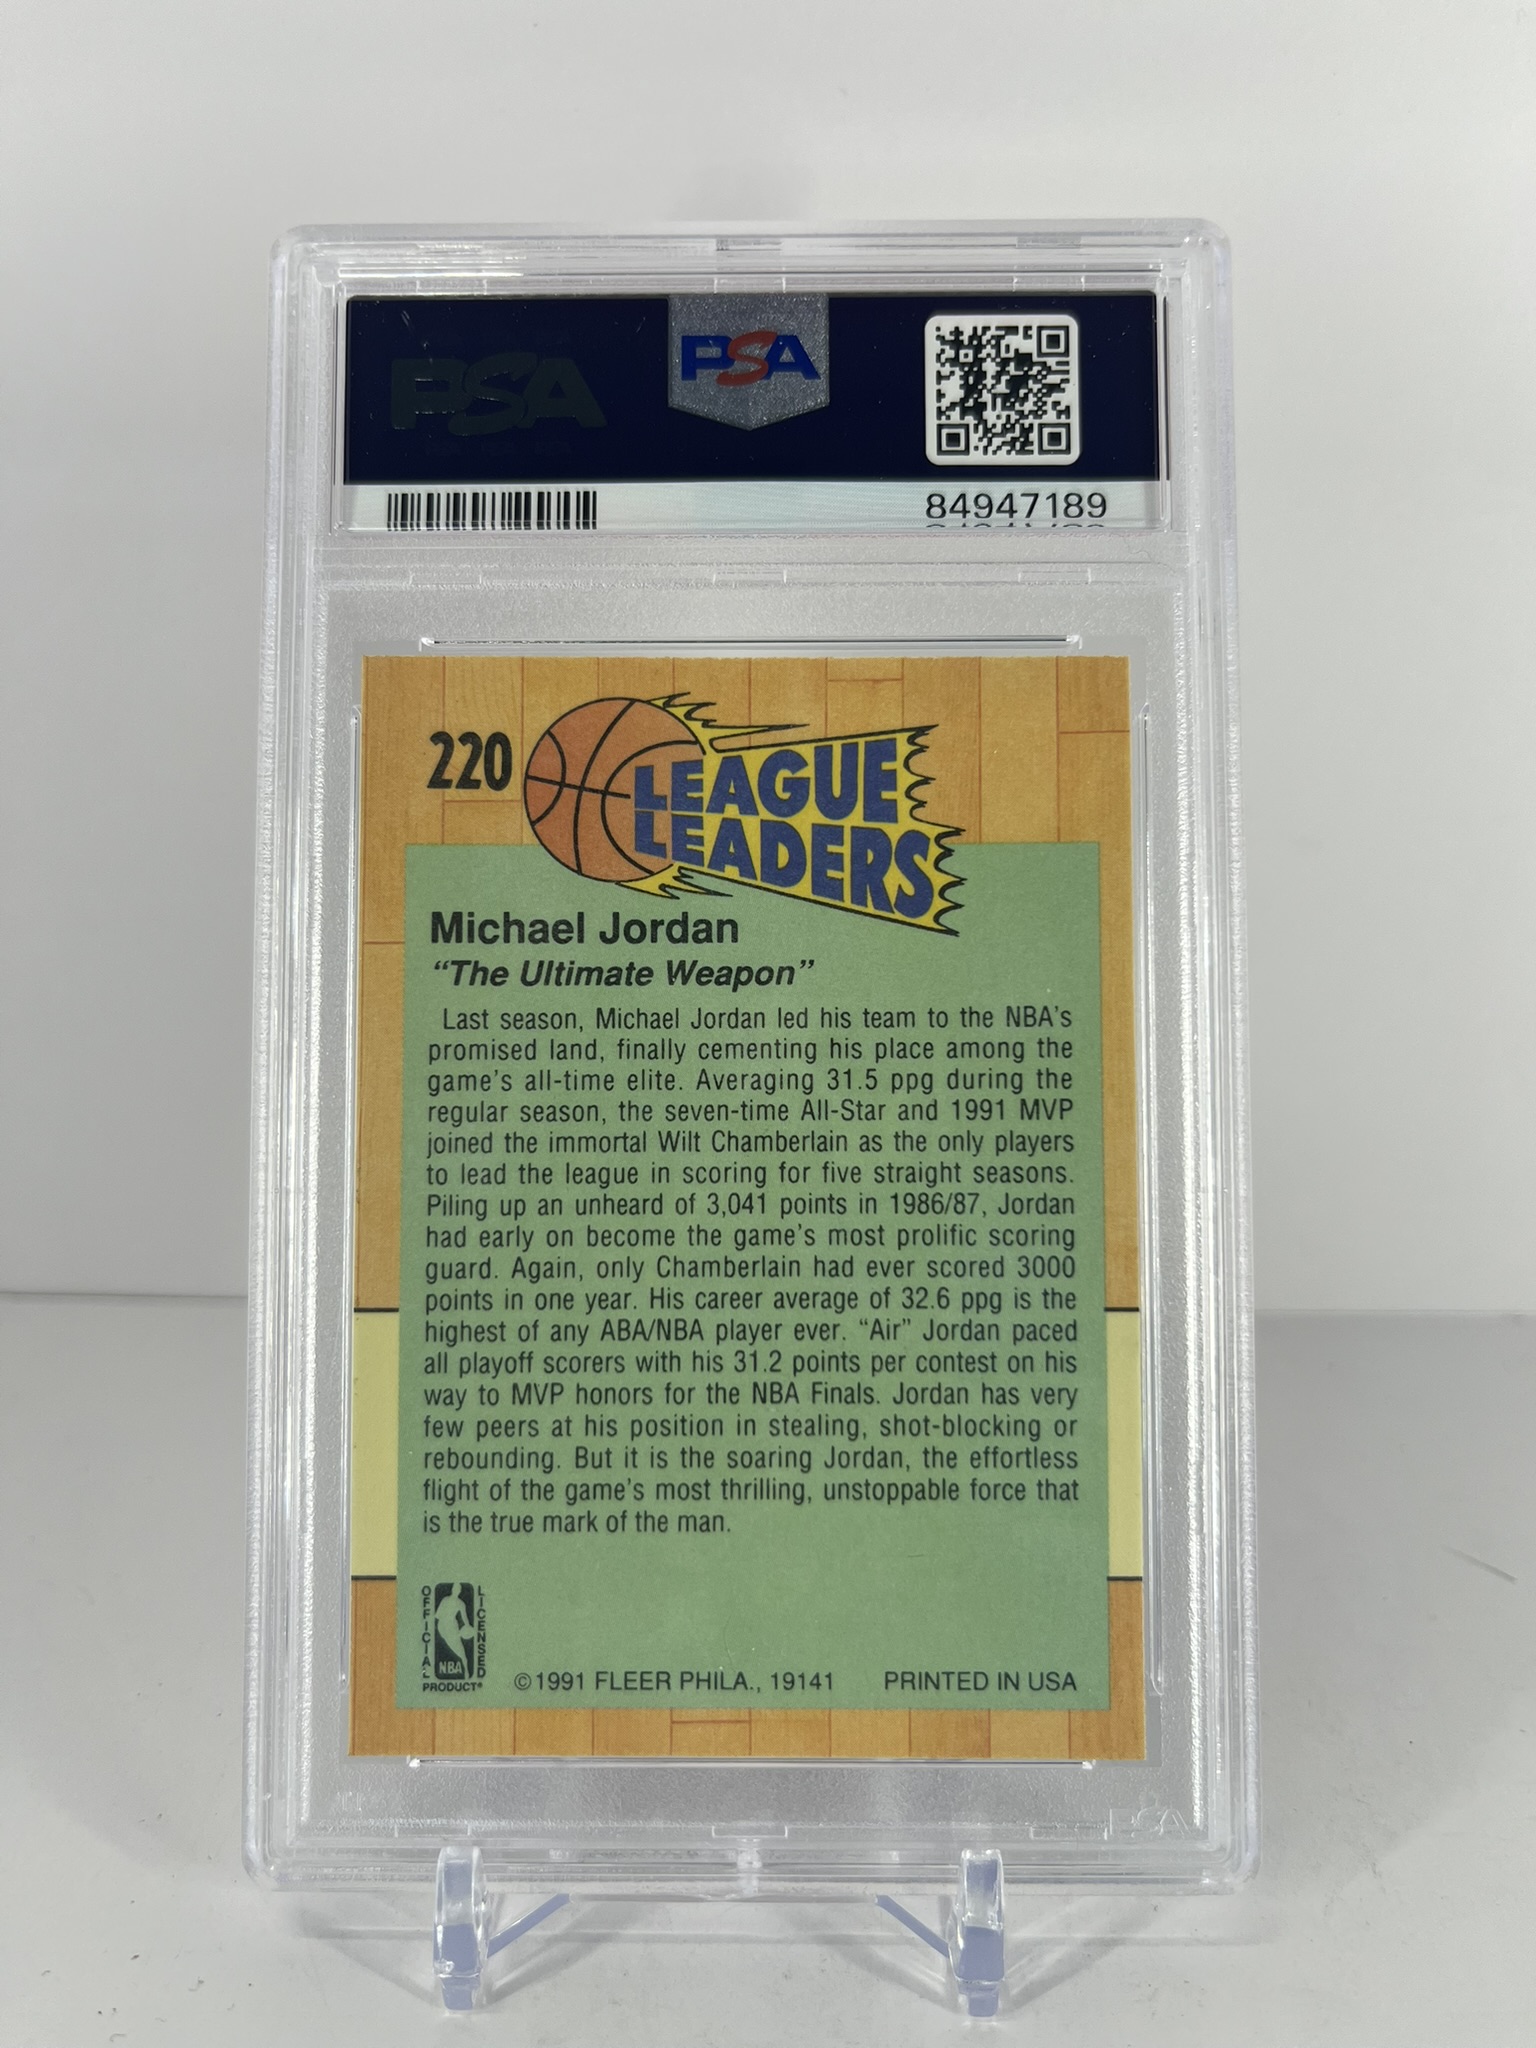 PSA
PSA
84947189
220
LEAGUE
LEADERS
Michael Jordan
“The Ultimate Weapon”
Last season, Michael Jordan led his team to the NBA's
promised land, finally cementing his place among the
game's all-time elite. Averaging 31.5 ppg during the
regular season, the seven-time All-Star and 1991 MVP
joined the immortal Wilt Chamberlain as the only players
to lead the league in scoring for five straight seasons.
Piling up an unheard of 3,041 points in 1986/87, Jordan
had early on become the game's most prolific scoring
guard. Again, only Chamberlain had ever scored 3000
points in one year. His career average of 32.6 ppg is the
highest of any ABA/NBA player ever. “Air” Jordan paced
all playoff scorers with his 31.2 points per contest on his
way to MVP honors for the NBA Finals. Jordan has very
few peers at his position in stealing, shot-blocking or
rebounding. But it is the soaring Jordan, the effortless
flight of the game's most thrilling, unstoppable force that
is the true mark of the man.
OFFICIAL
LICENSED
NBA
PRODUCT®
©1991 FLEER PHILA., 19141 PRINTED IN USA
PSA